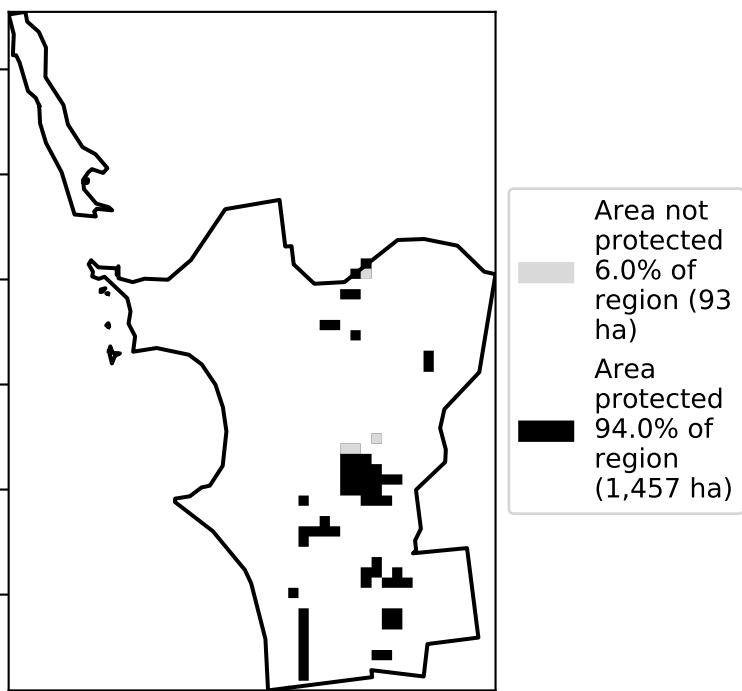 Area not
protected
6.0% of
region (93
ha)
Area
protected
94.0% of
region
(1,457 ha)